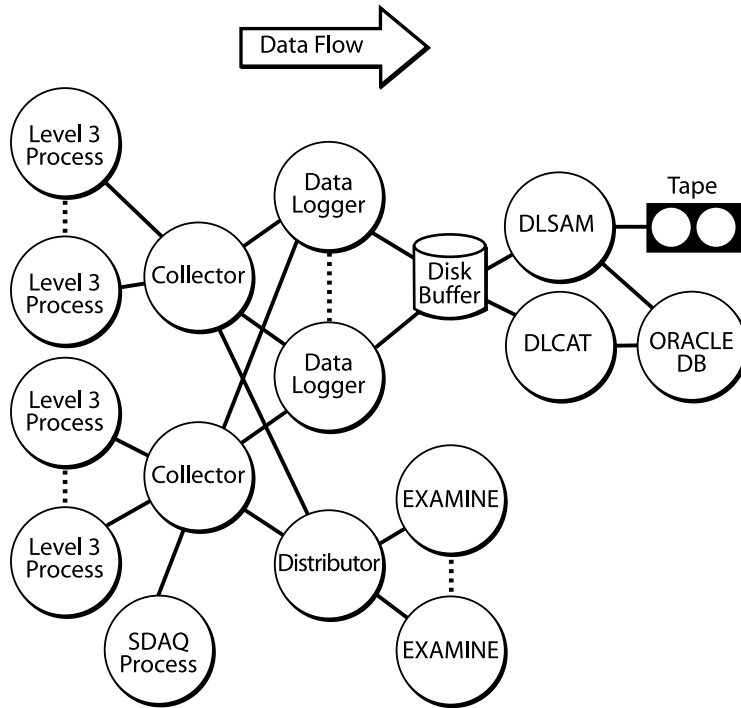 Data Flow
Level 3
Process
Level 3
Process
Collector
Data
Logger
Data
Logger
Disk
Buffer
DLSAM
Tape
DLCAT
ORACLE
DB
Level 3
Process
Level 3
Process
Collector
SDAQ
Process
Distributor
EXAMINE
EXAMINE